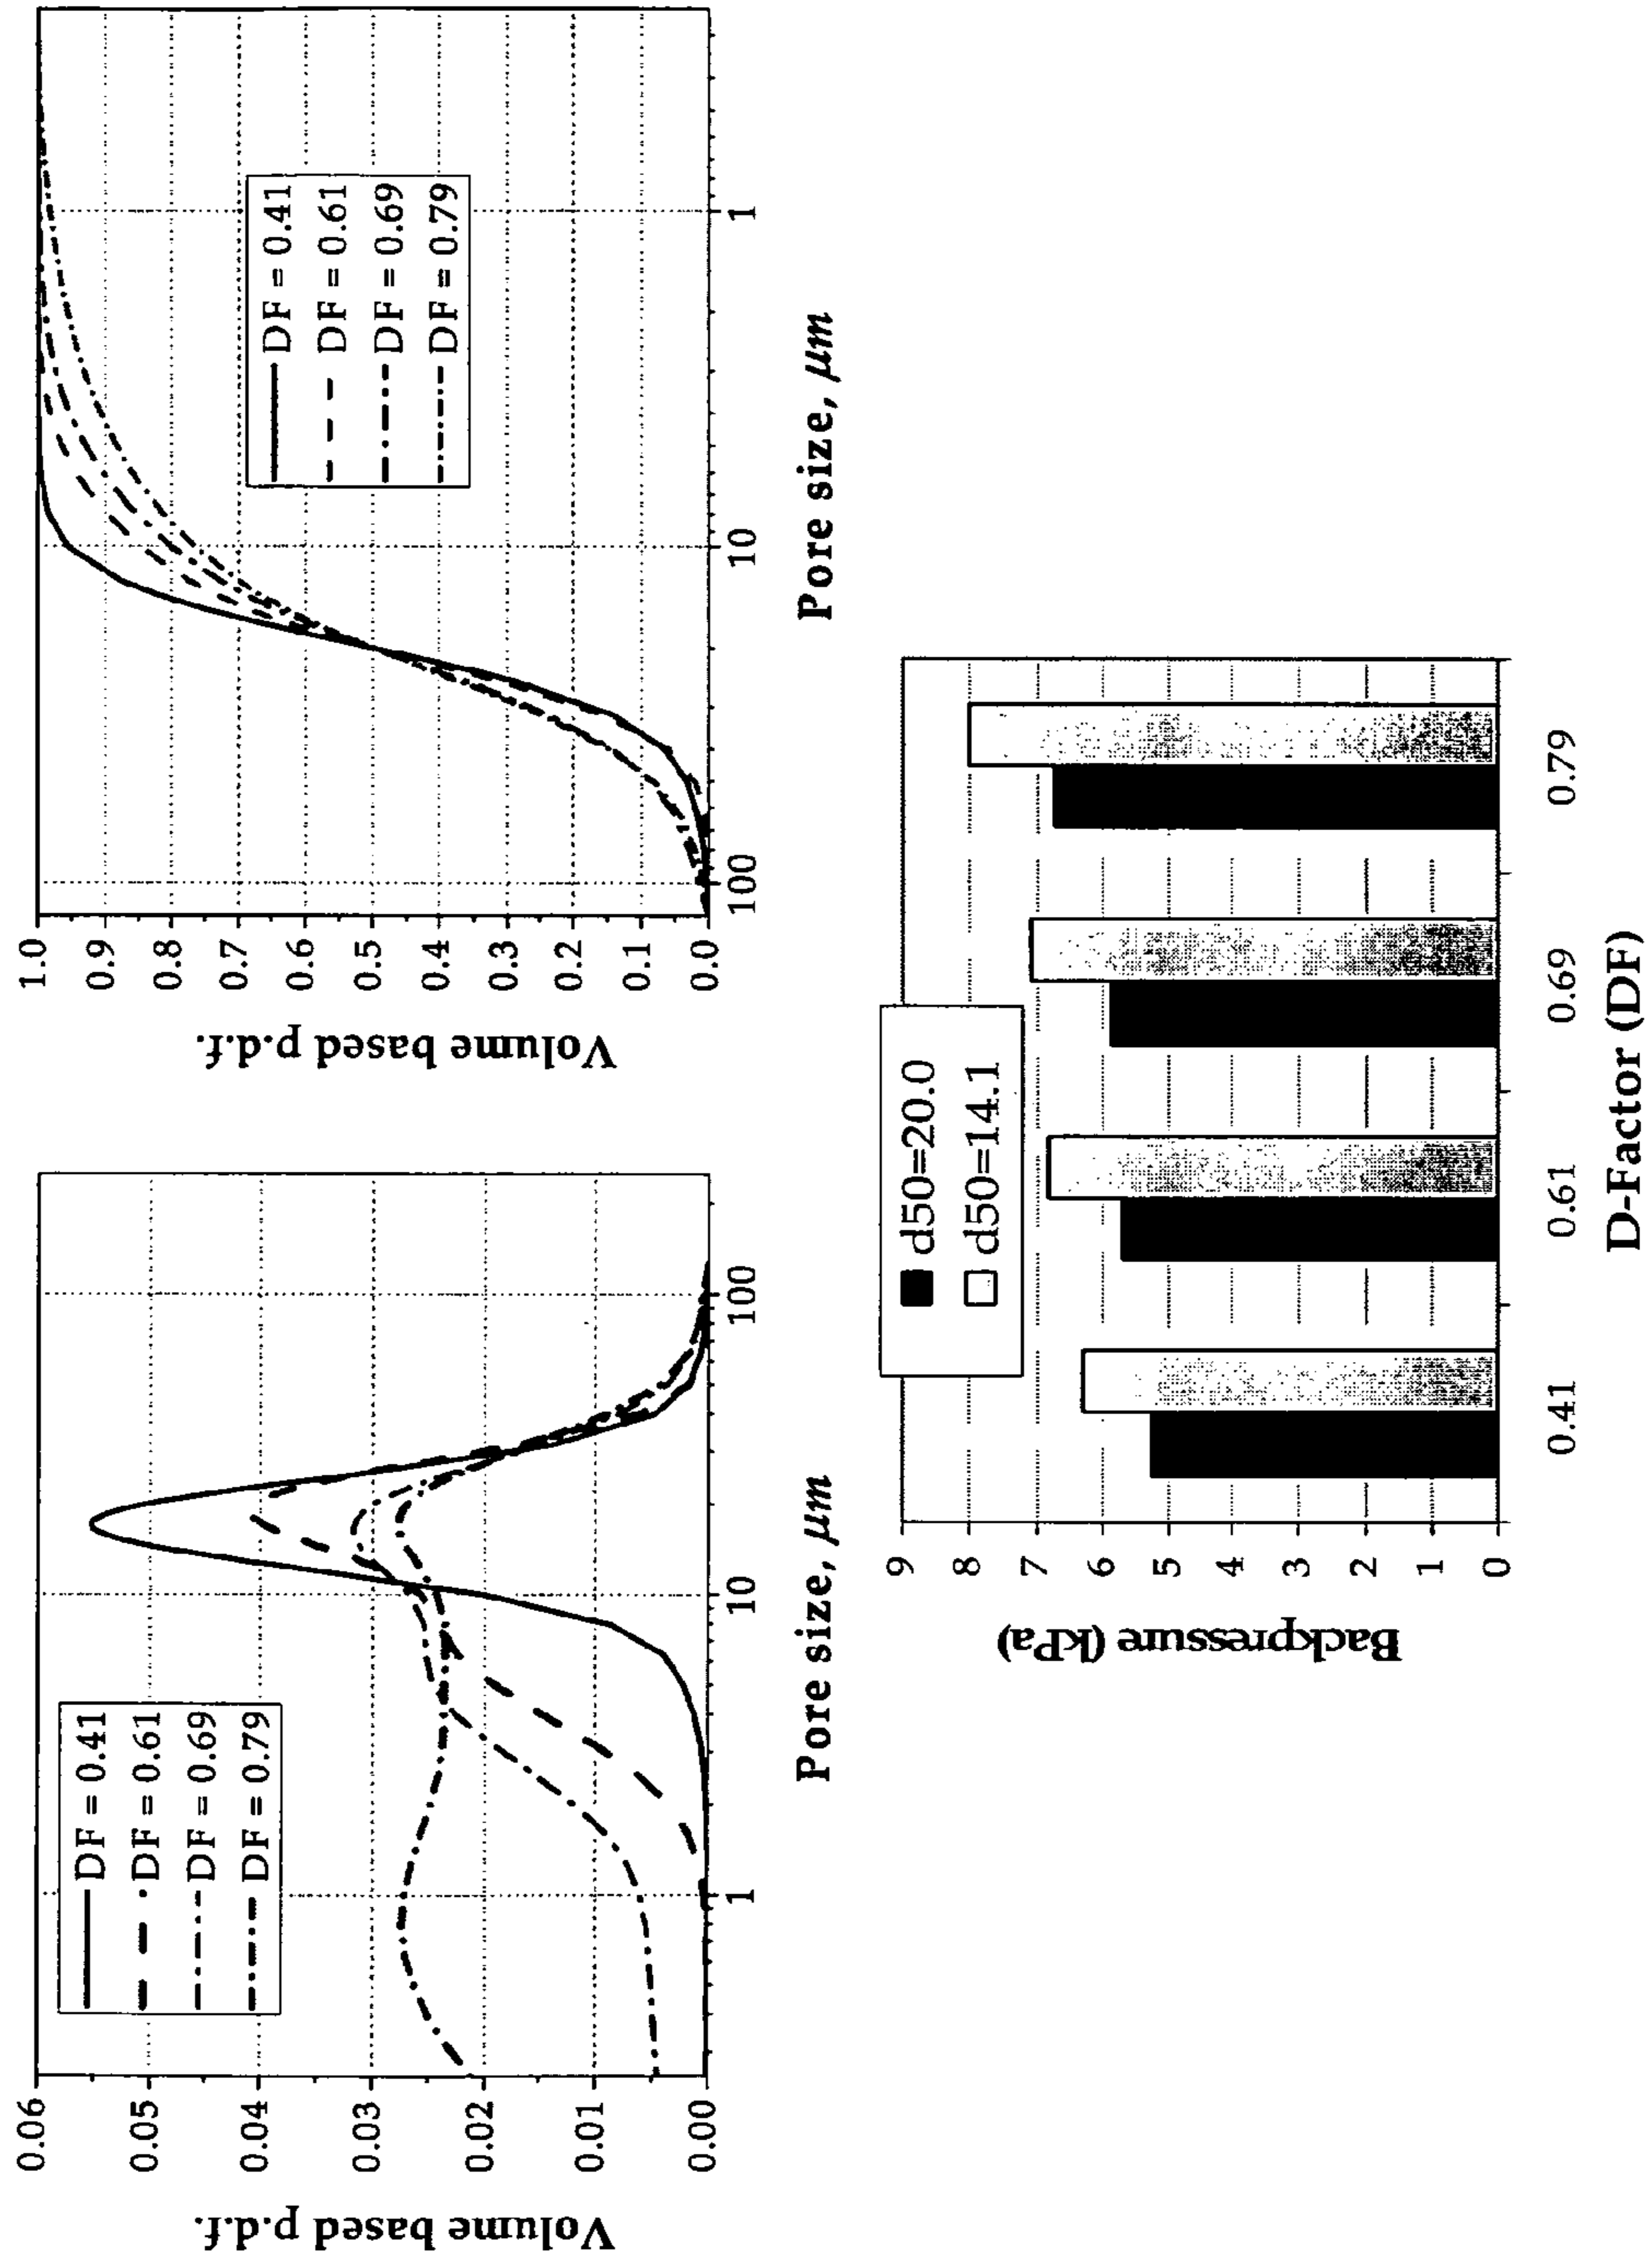 Volume based p.d.f.
0.06
0.05
0.04
0.03
0.02
0.01
0.00
DF = 0.41
DF = 0.61
DF = 0.69
DF = 0.79
1
10
100
Pore size, μm
Volume based p.d.f.
1.0
0.9
0.8
0.7
0.6
0.5
0.4
0.3
0.2
0.1
0.0
DF = 0.41
DF = 0.61
DF = 0.69
DF = 0.79
100
10
1
Pore size, μm
Backpressure (kPa)
9
8
7
6
5
4
3
2
1
0
d50=20.0
d50=14.1
0.41
0.61
0.69
0.79
D-Factor (DF)